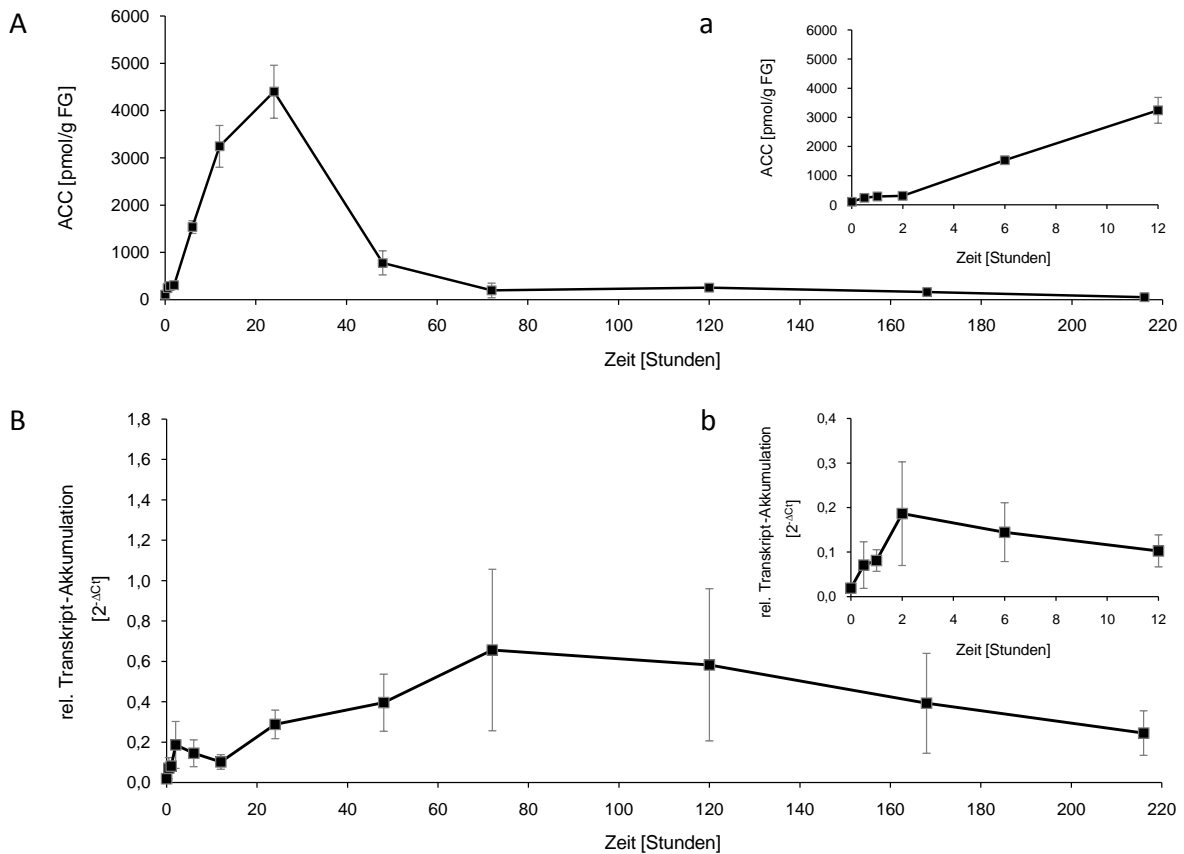 A
6000
5000
4000
3000
2000
1000
0
ACC [pmol/g FG]
0 20 40 60 80 100 120 140 160 180 200 220
Zeit [Stunden]
a
6000
5000
4000
3000
2000
1000
0
ACC [pmol/g FG]
0 2 4 6 8 10 12
Zeit [Stunden]
B
1,8
1,6
1,4
1,2
1,0
0,8
0,6
0,4
0,2
0,0
rel. Transkript-Akkumulation
[2-ΔCt]
0 20 40 60 80 100 120 140 160 180 200 220
Zeit [Stunden]
b
0,4
0,3
0,2
0,1
0,0
rel. Transkript-Akkumulation
[2-ΔCt]
0 2 4 6 8 10 12
Zeit [Stunden]